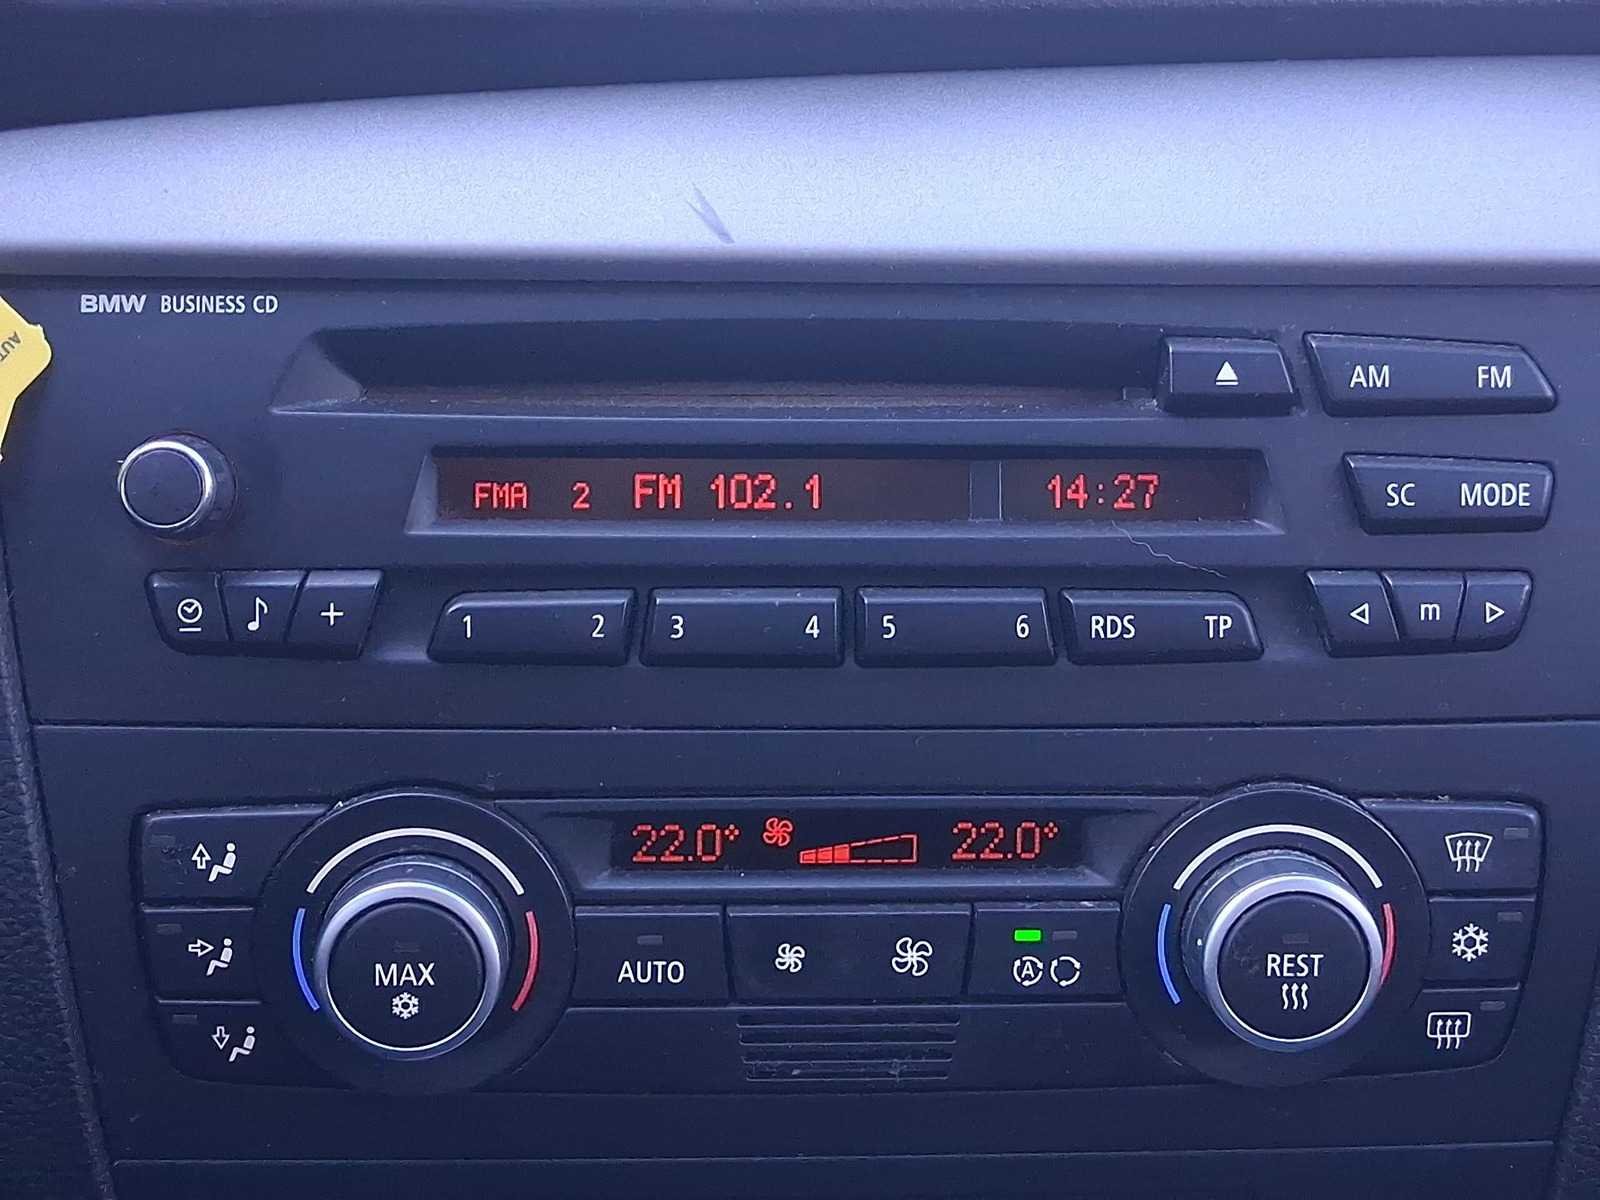 BMW BUSINESS CD
AM FM
FMA 2 FM 102.1 14:27
SC MODE
1 2 3 4 5 6 RDS TP m
22.0° 22.0°
MAX AUTO A REST